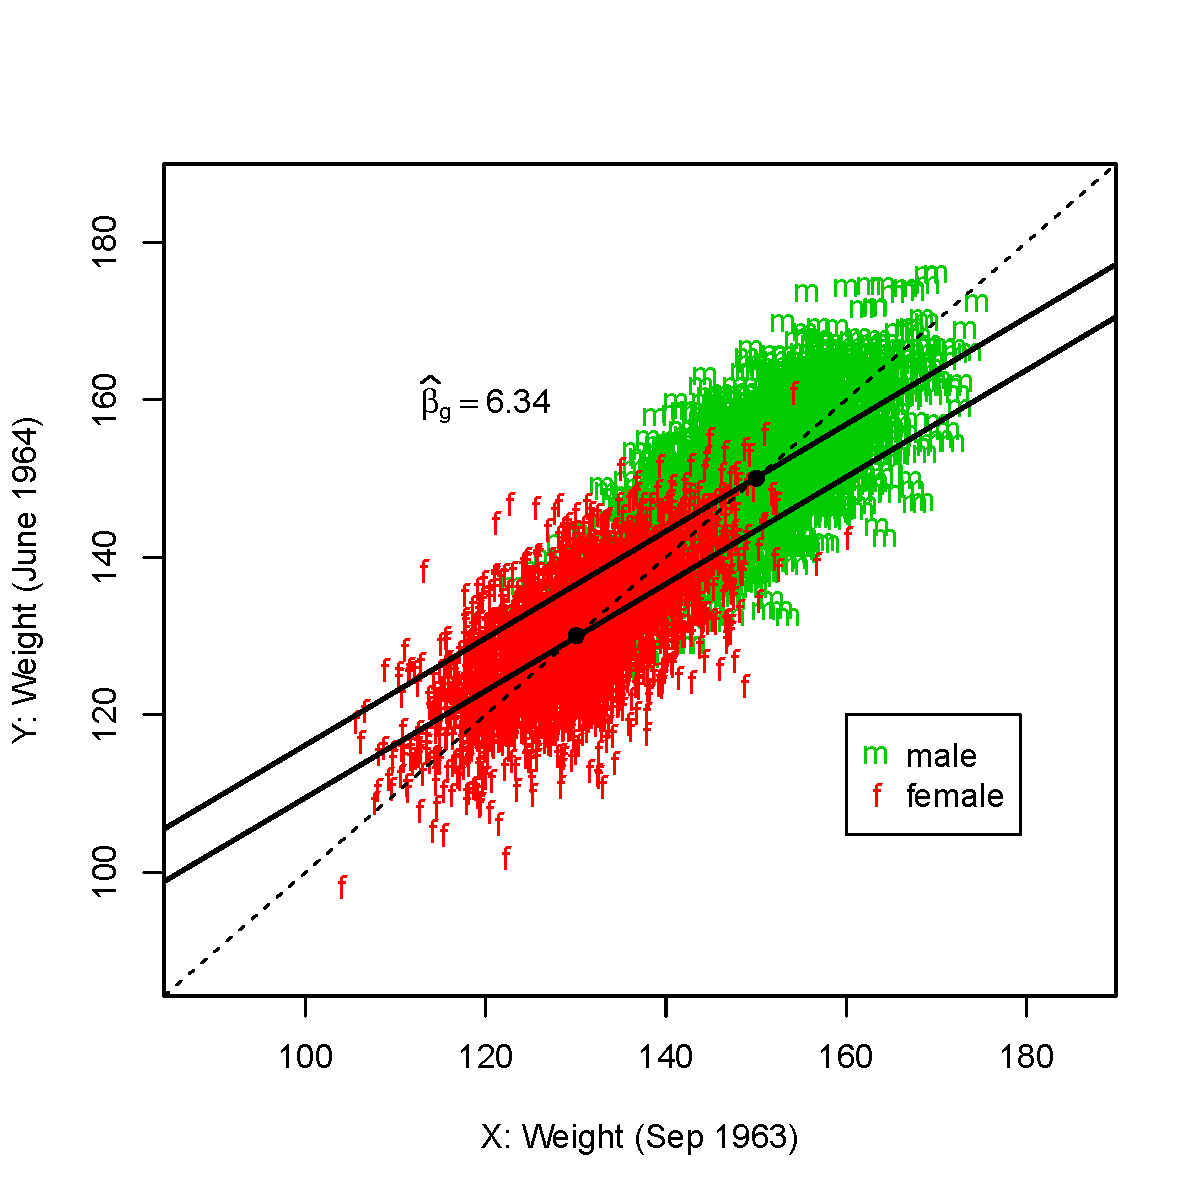 180
160
140
120
100
Y: Weight (June 1964)
β̂g = 6.34
m male
f female
100 120 140 160 180
X: Weight (Sep 1963)